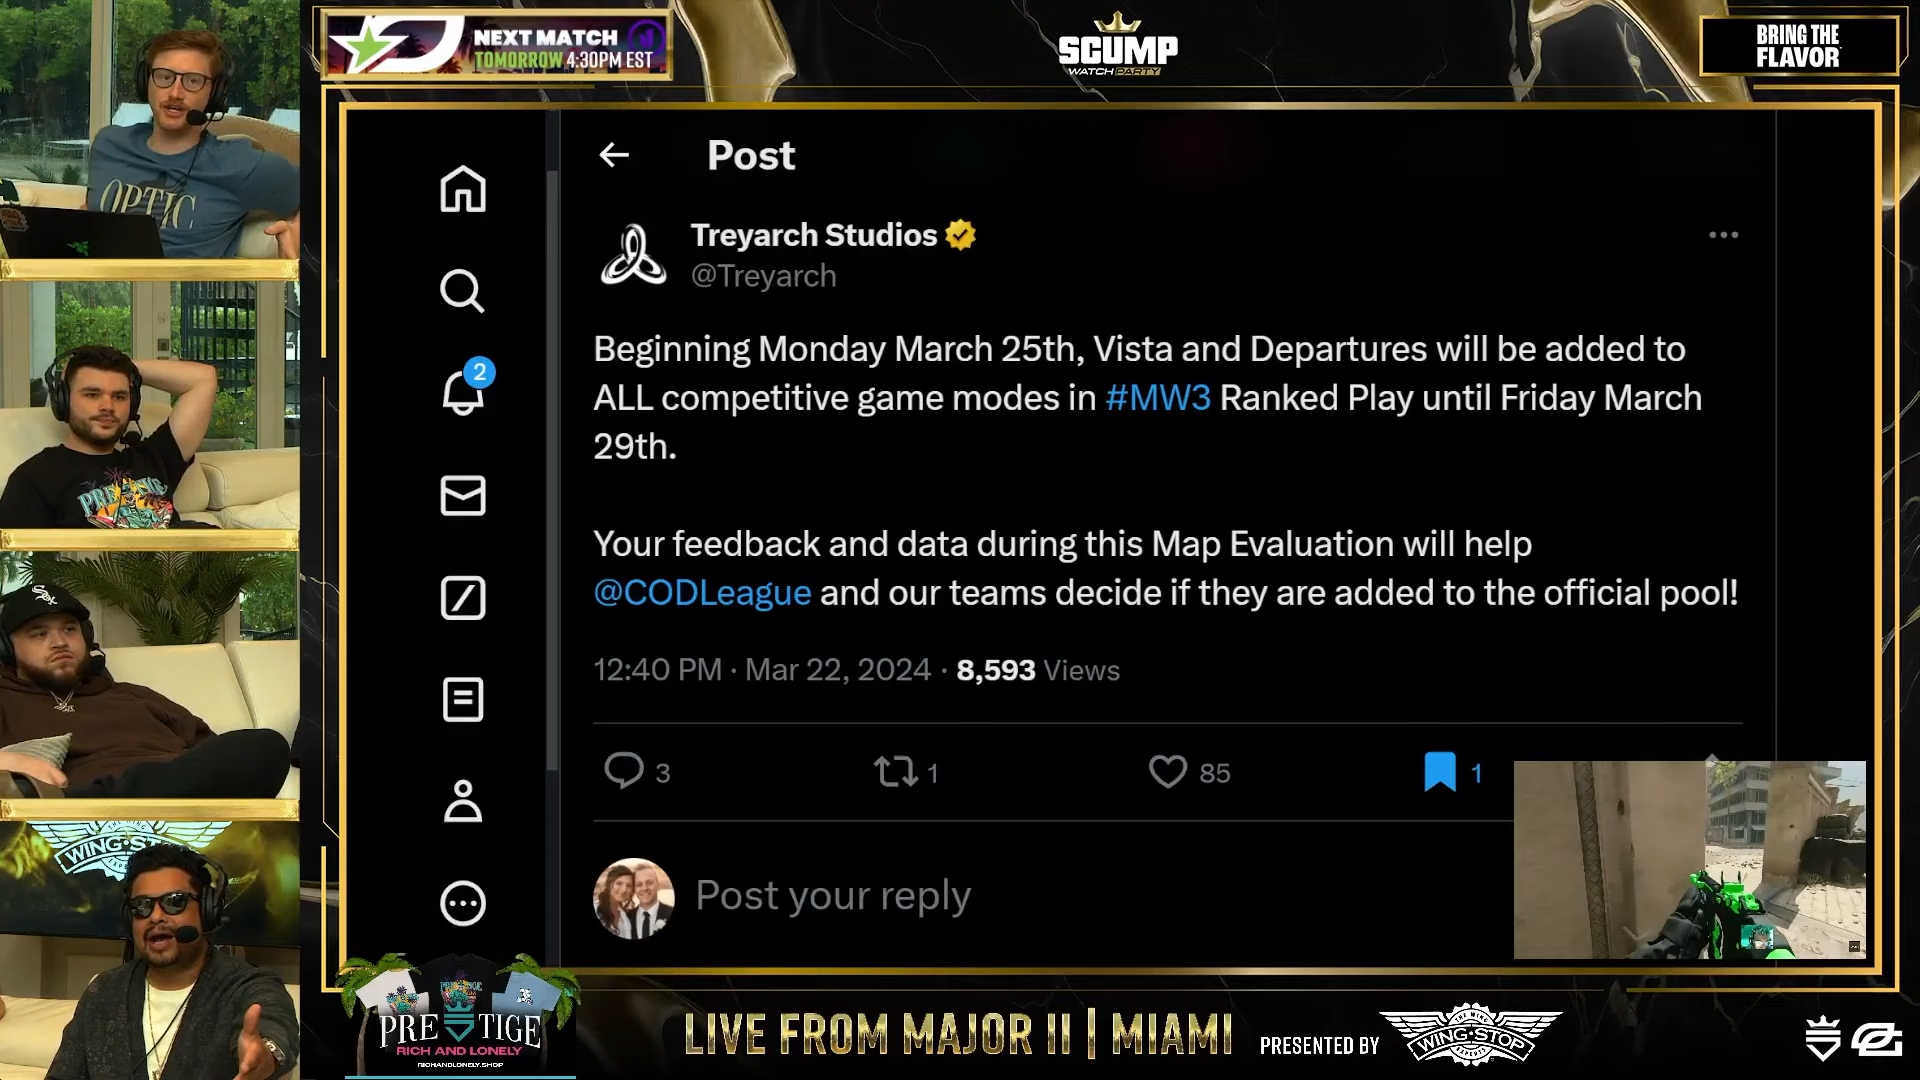 NEXT MATCH
TOMORROW 4:30PM EST
SCUMP
WATCH PARTY
BRING THE
FLAVOR
OPTIC
Post
Treyarch Studios
@Treyarch
Beginning Monday March 25th, Vista and Departures will be added to
ALL competitive game modes in #MW3 Ranked Play until Friday March
29th.
2
Your feedback and data during this Map Evaluation will help
@CODLeague and our teams decide if they are added to the official pool!
12:40 PM · Mar 22, 2024 · 8,593 Views
3
1
85
1
Post your reply
Sox
PRESTIGE
RICH AND LONELY
RICHANDLONELY.SHOP
LIVE FROM MAJOR II | MIAMI
PRESENTED BY
WING·STOP